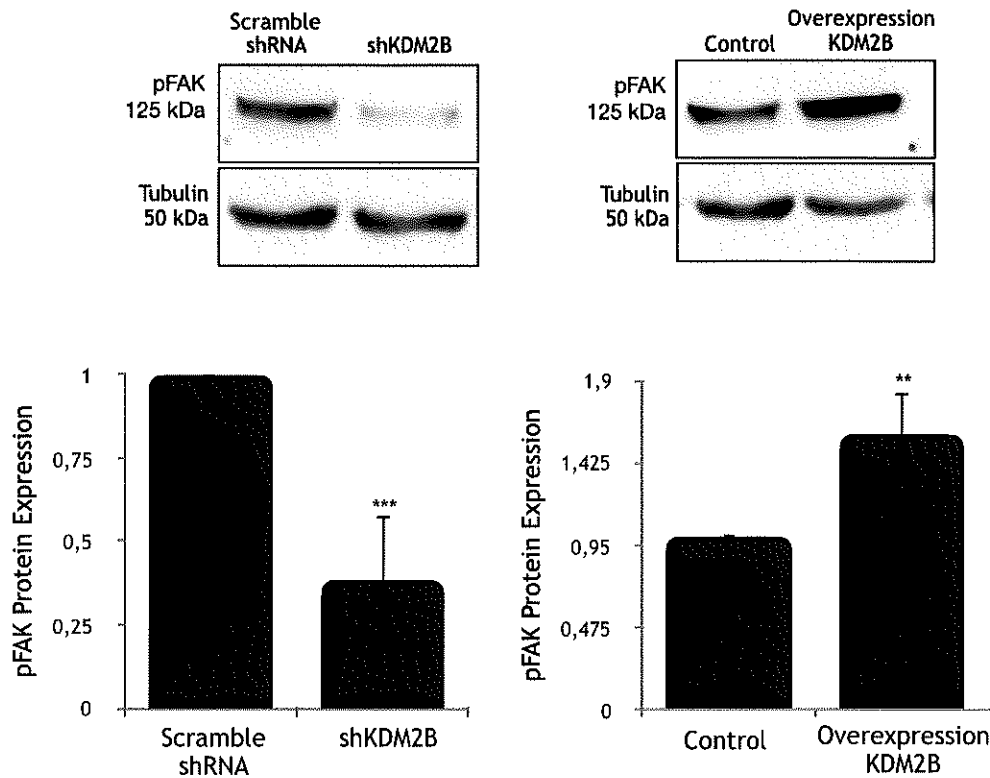 Scramble
shRNA
shKDM2B
pFAK
125 kDa
Tubulin
50 kDa
Control
Overexpression
KDM2B
pFAK
125 kDa
Tubulin
50 kDa
pFAK Protein Expression
1
0,75
0,5
0,25
0
***
Scramble
shRNA
shKDM2B
pFAK Protein Expression
1,9
1,425
0,95
0,475
0
**
Control
Overexpression
KDM2B